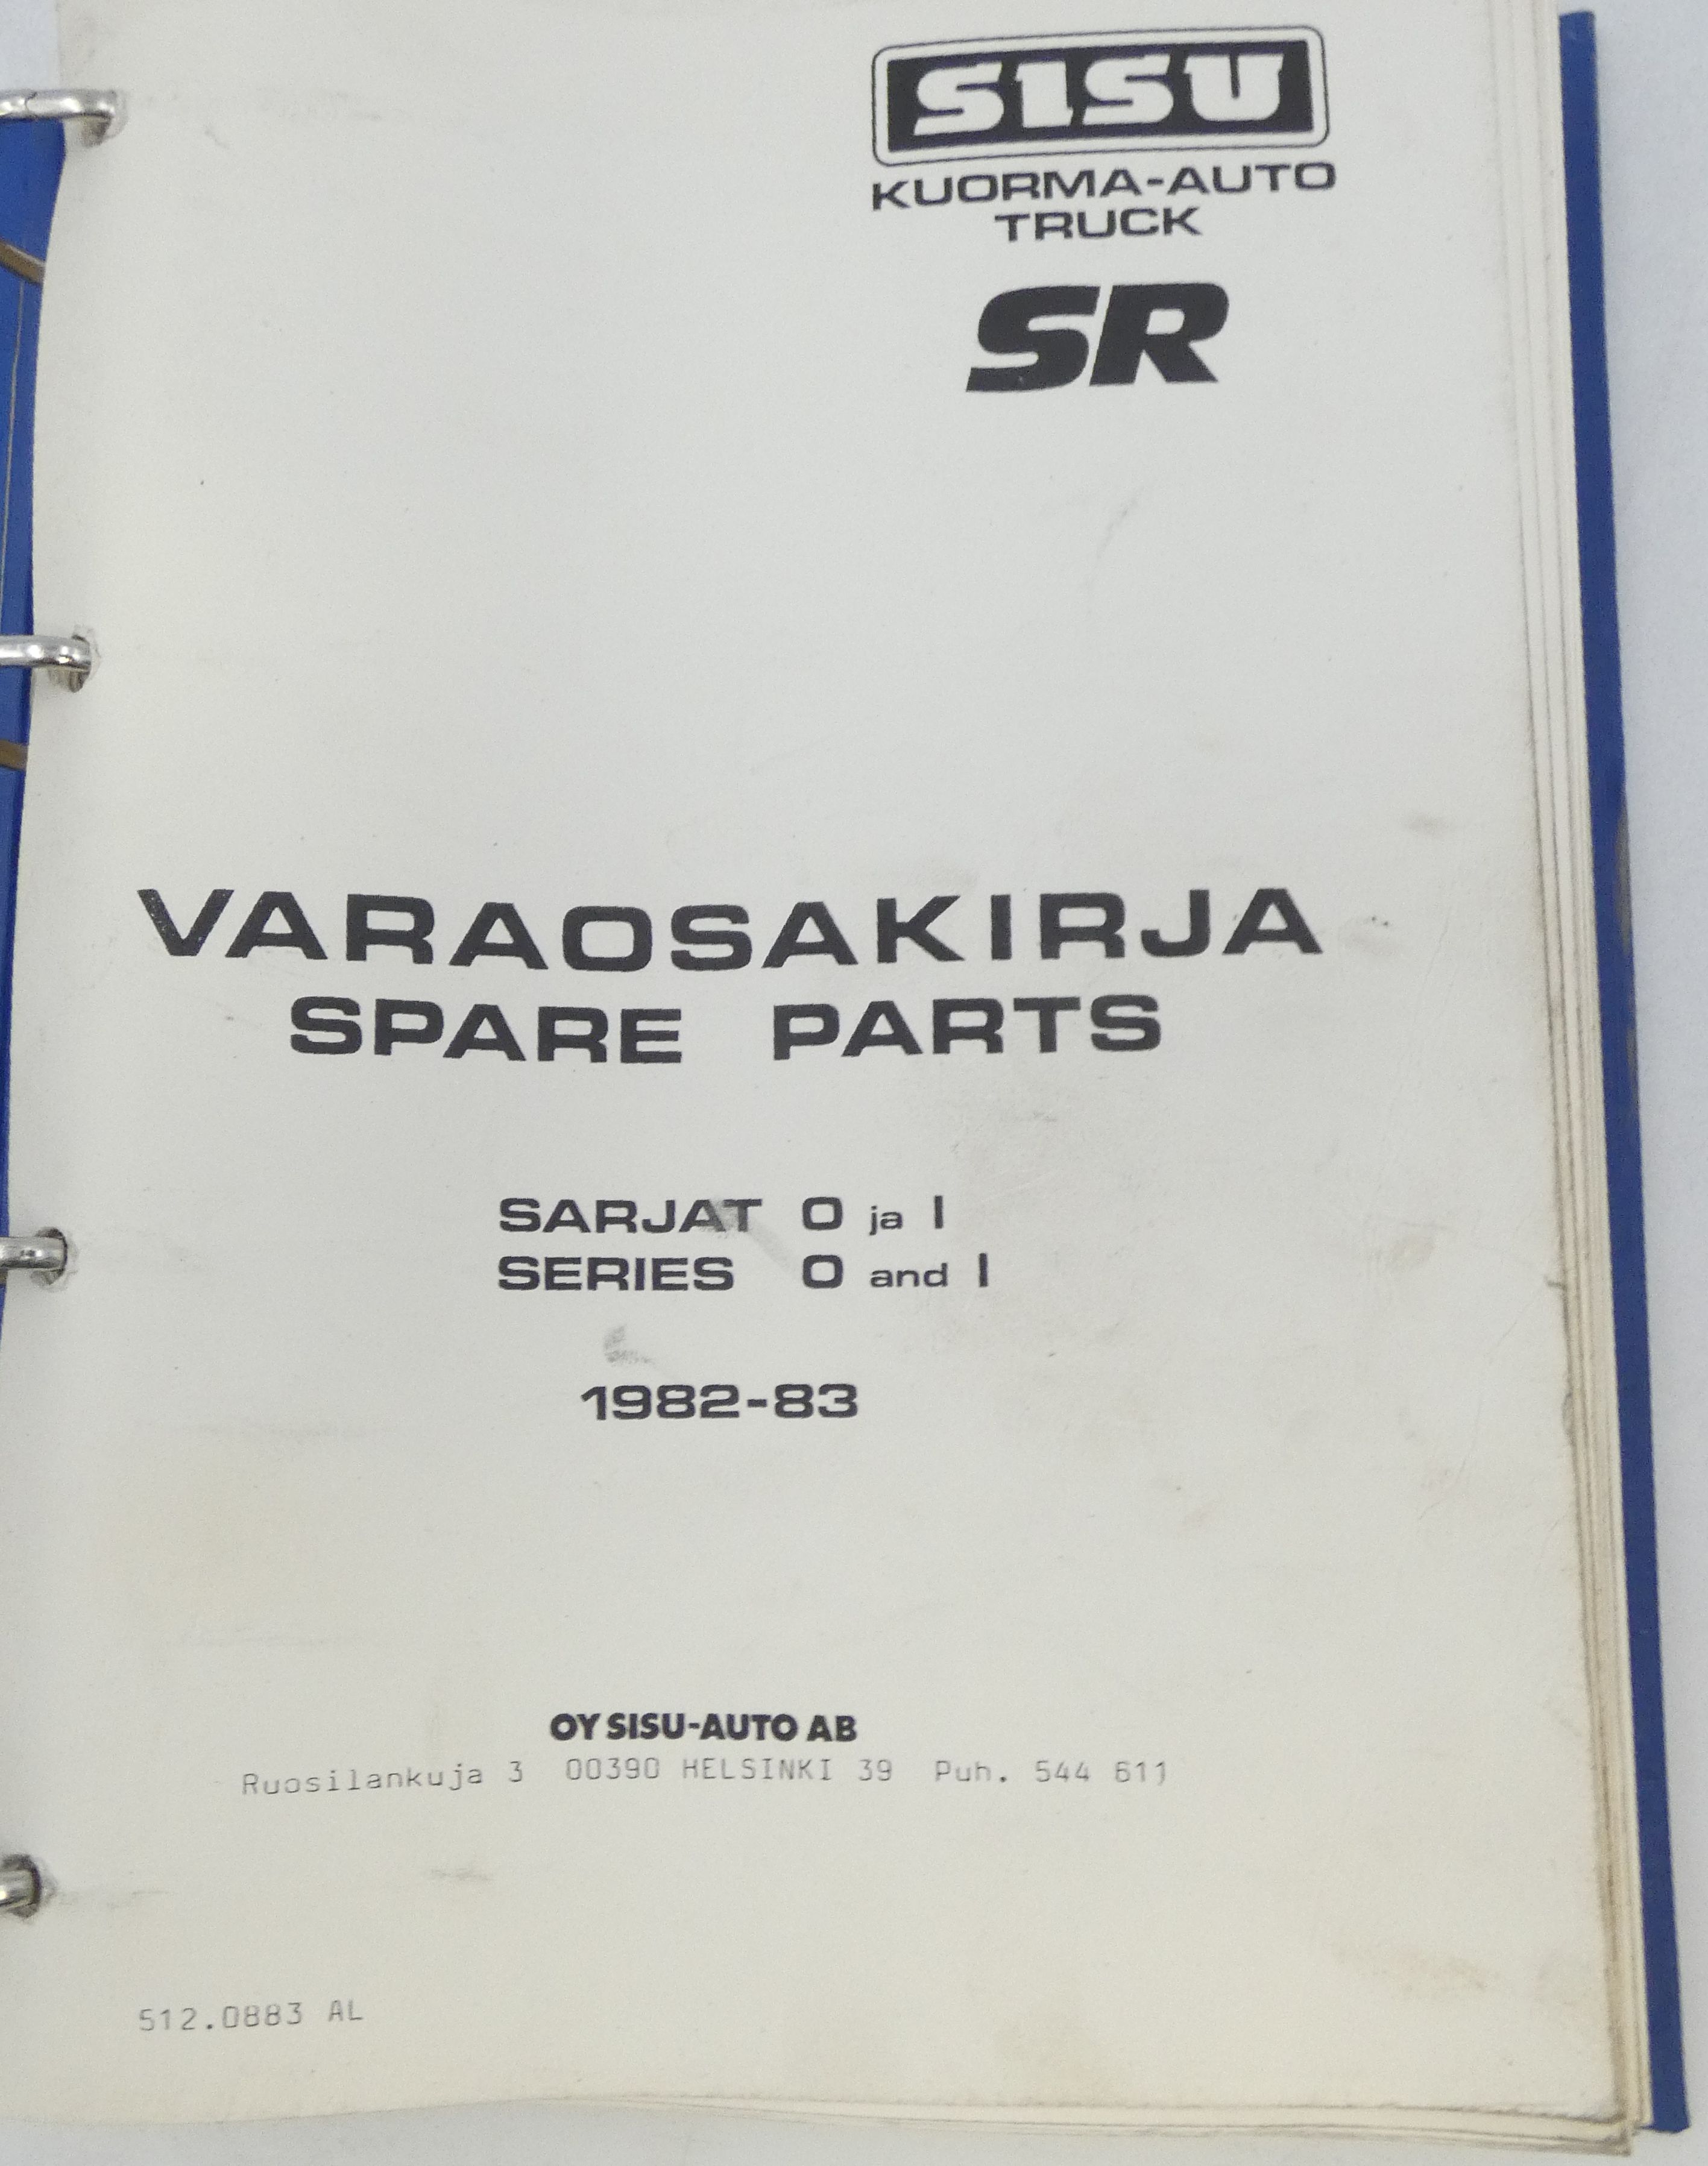 SISU
KUORMA-AUTO
TRUCK
SR
VARAOSAKIRJA
SPARE PARTS
SARJAT O ja I
SERIES O and I
1982-83
OY SISU-AUTO AB
Ruosilankuja 3 00390 HELSINKI 39 Puh. 544 611
512.0883 AL